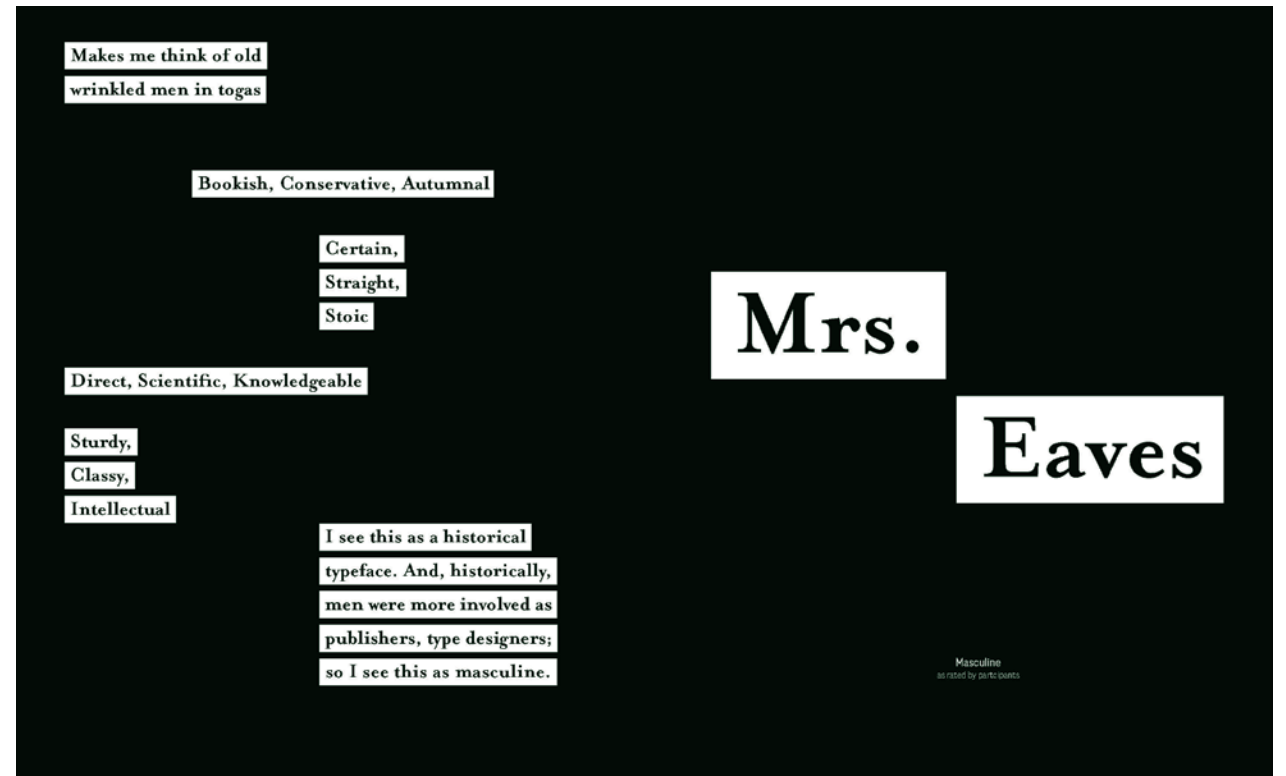 Makes me think of old
wrinkled men in togas
Bookish, Conservative, Autumnal
Certain,
Straight,
Stoic
Direct, Scientific, Knowledgeable
Sturdy,
Classy,
Intellectual
I see this as a historical
typeface. And, historically,
men were more involved as
publishers, type designers;
so I see this as masculine.
Mrs.
Eaves
Masculine
as rated by partcipants